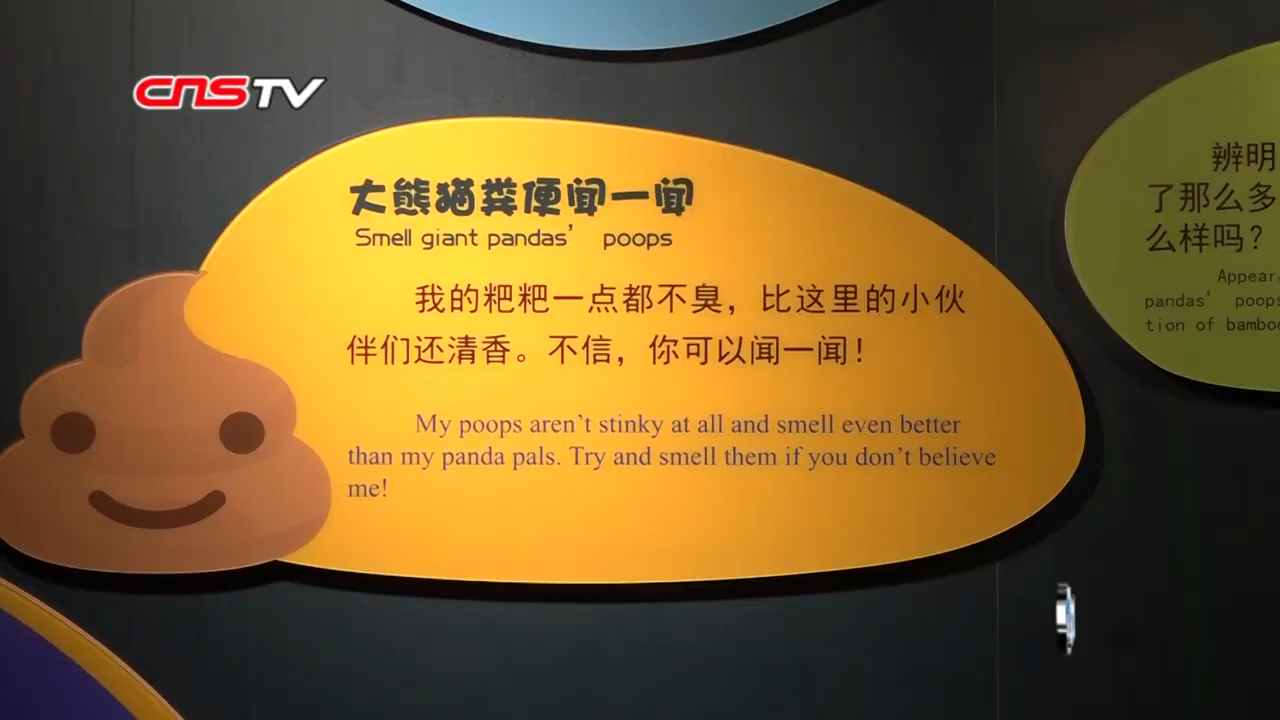 CNSTV
大熊猫粪便闻一闻
Smell giant pandas' poops
我的粑粑一点都不臭，比这里的小伙
伴们还清香。不信，你可以闻一闻！
My poops aren't stinky at all and smell even better
than my panda pals. Try and smell them if you don't believe
me!
辨明
了那么多
么样吗？
Appear
pandas' poops
tion of bamboo